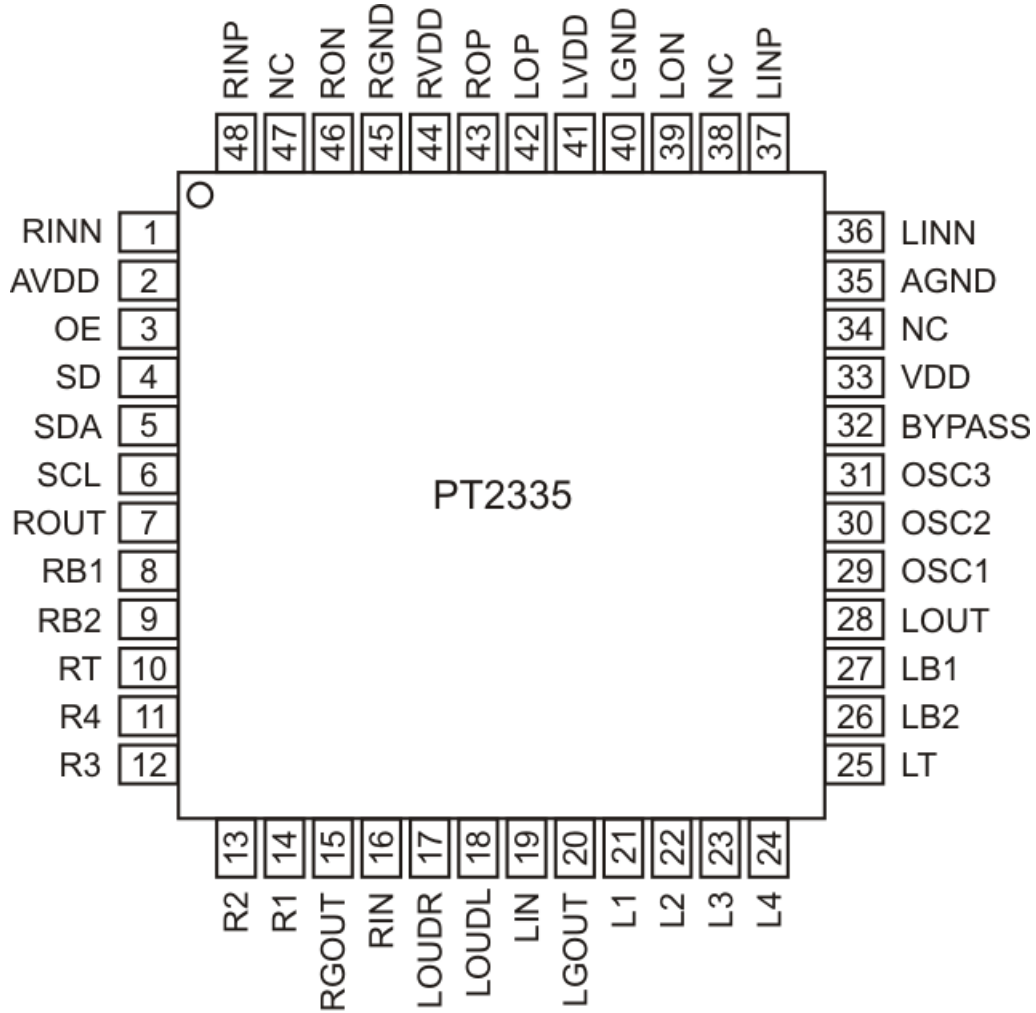 RINP NC RON RGND RVDD ROP LOP LVDD LGND LON NC LINP
48 47 46 45 44 43 42 41 40 39 38 37
RINN 1 36 LINN
AVDD 2 35 AGND
OE 3 34 NC
SD 4 33 VDD
SDA 5 32 BYPASS
SCL 6 31 OSC3
PT2335
ROUT 7 30 OSC2
RB1 8 29 OSC1
RB2 9 28 LOUT
RT 10 27 LB1
R4 11 26 LB2
R3 12 25 LT
13 14 15 16 17 18 19 20 21 22 23 24
R2 R1 RGOUT RIN LOUDR LOUDL LIN LGOUT L1 L2 L3 L4